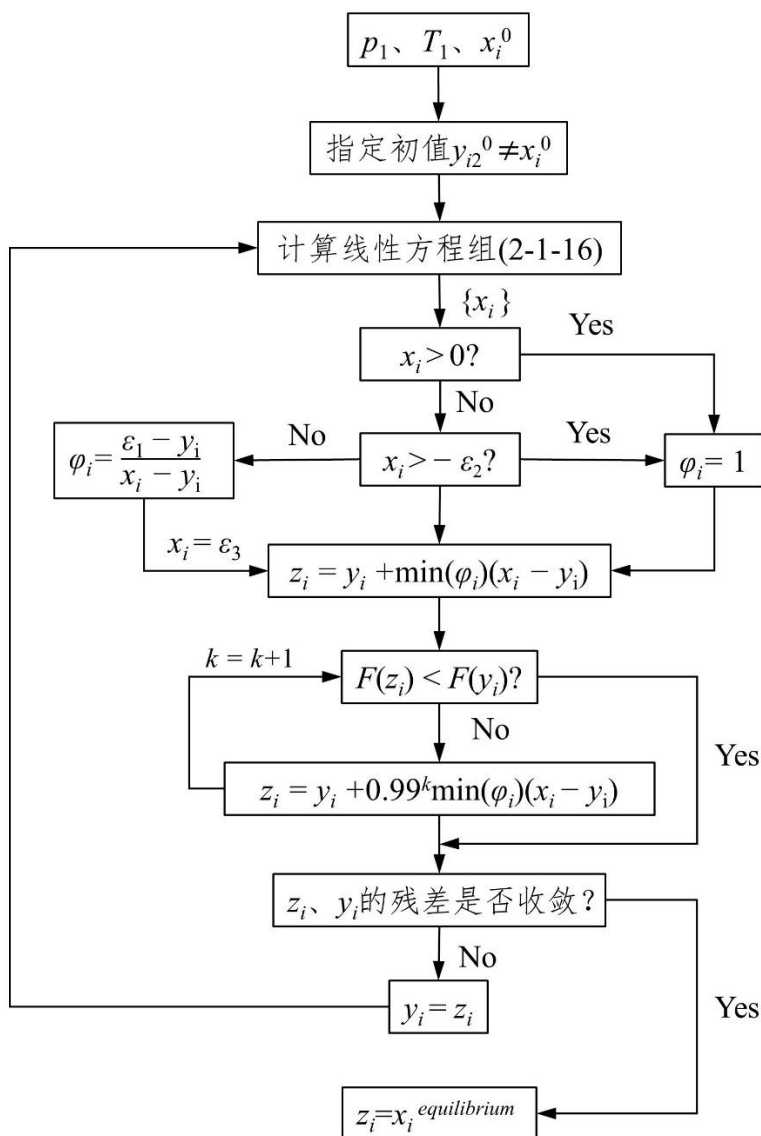 p₁、T₁、xᵢ⁰
指定初值yᵢ₂⁰≠xᵢ⁰
计算线性方程组(2-1-16)
{xᵢ}
xᵢ > 0?
Yes
No
φᵢ = (ε₁ − yᵢ)/(xᵢ − yᵢ)
No
xᵢ > − ε₂?
Yes
φᵢ = 1
xᵢ = ε₃
zᵢ = yᵢ +min(φᵢ)(xᵢ − yᵢ)
k = k+1
F(zᵢ) < F(yᵢ)?
No
Yes
zᵢ = yᵢ +0.99ᵏmin(φᵢ)(xᵢ − yᵢ)
zᵢ、yᵢ的残差是否收敛？
No
Yes
yᵢ = zᵢ
zᵢ=xᵢ^equilibrium